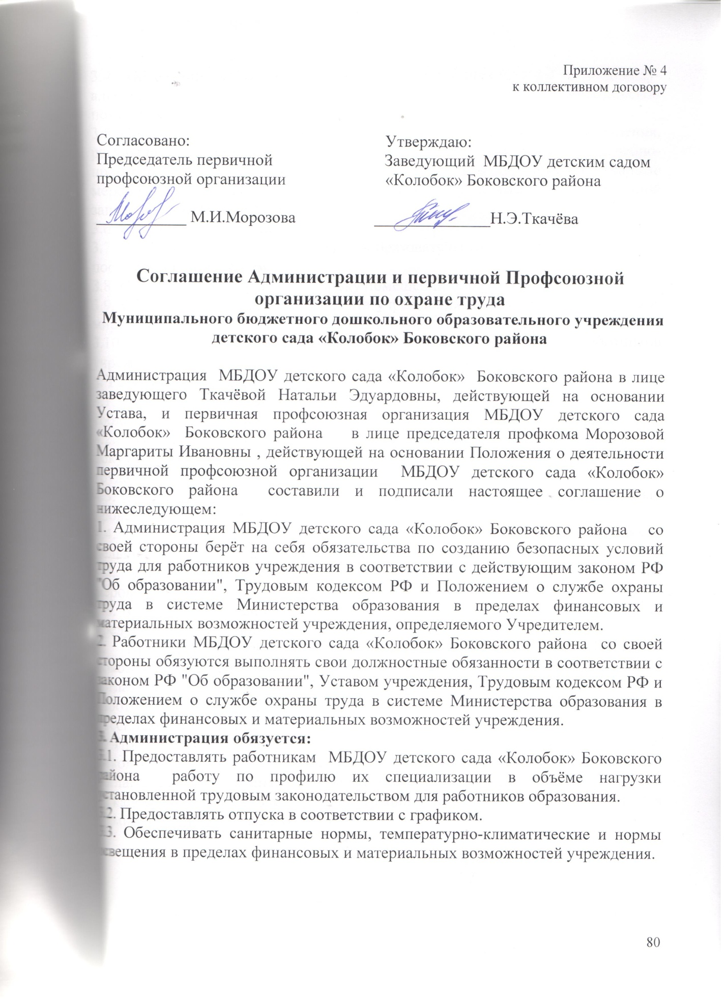 Приложение № 4
к коллективном договору
Согласовано:
Председатель первичной
профсоюзной организации
М.И.Морозова
Утверждаю:
Заведующий МБДОУ детским садом
«Колобок» Боковского района
Н.Э.Ткачёва
Соглашение Администрации и первичной Профсоюзной
организации по охране труда
Муниципального бюджетного дошкольного образовательного учреждения
детского сада «Колобок» Боковского района
Администрация МБДОУ детского сада «Колобок» Боковского района в лице
заведующего Ткачёвой Натальи Эдуардовны, действующей на основании
Устава, и первичная профсоюзная организация МБДОУ детского сада
«Колобок» Боковского района в лице председателя профкома Морозовой
Маргариты Ивановны , действующей на основании Положения о деятельности
первичной профсоюзной организации МБДОУ детского сада «Колобок»
Боковского района составили и подписали настоящее соглашение о
нижеследующем:
1. Администрация МБДОУ детского сада «Колобок» Боковского района со
своей стороны берёт на себя обязательства по созданию безопасных условий
труда для работников учреждения в соответствии с действующим законом РФ
"Об образовании", Трудовым кодексом РФ и Положением о службе охраны
труда в системе Министерства образования в пределах финансовых и
материальных возможностей учреждения, определяемого Учредителем.
2. Работники МБДОУ детского сада «Колобок» Боковского района со своей
стороны обязуются выполнять свои должностные обязанности в соответствии с
законом РФ "Об образовании", Уставом учреждения, Трудовым кодексом РФ и
Положением о службе охраны труда в системе Министерства образования в
пределах финансовых и материальных возможностей учреждения.
3. Администрация обязуется:
3.1. Предоставлять работникам МБДОУ детского сада «Колобок» Боковского
района работу по профилю их специализации в объёме нагрузки
установленной трудовым законодательством для работников образования.
3.2. Предоставлять отпуска в соответствии с графиком.
3.3. Обеспечивать санитарные нормы, температурно-климатические и нормы
освещения в пределах финансовых и материальных возможностей учреждения.
80